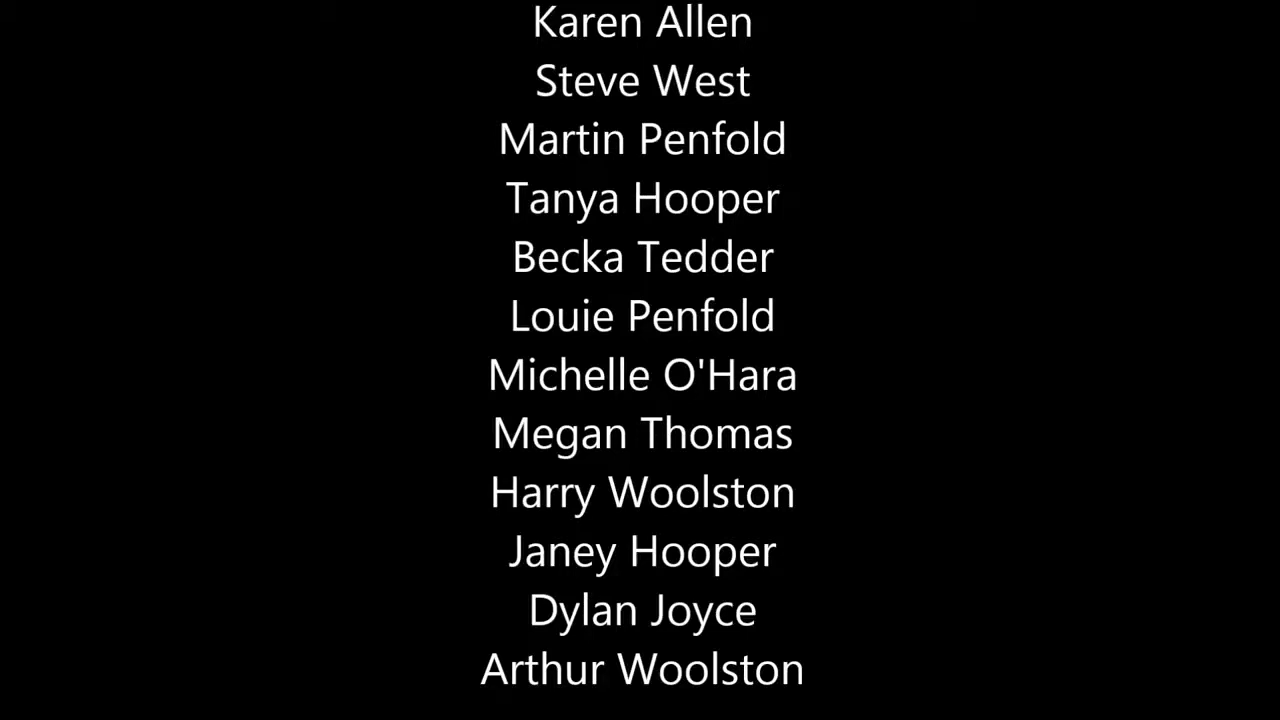 Karen Allen
Steve West
Martin Penfold
Tanya Hooper
Becka Tedder
Louie Penfold
Michelle O'Hara
Megan Thomas
Harry Woolston
Janey Hooper
Dylan Joyce
Arthur Woolston